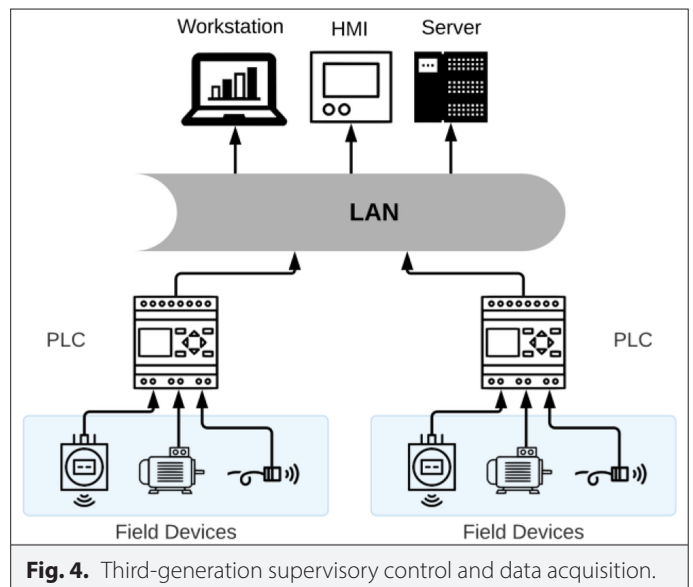 Workstation HMI Server
LAN
PLC PLC
Field Devices Field Devices
Fig. 4. Third-generation supervisory control and data acquisition.